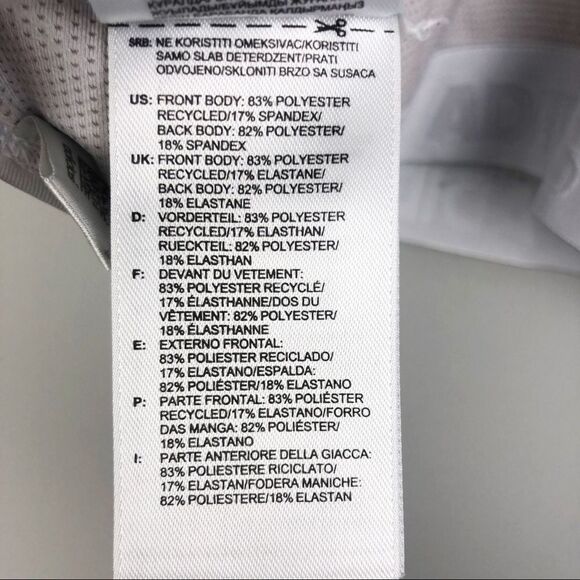 SRB: NE KORISTITI OMEKSIVAC/KORISTITI
SAMO SLAB DETERDZENT/PRATI
ODVOJENO/SKLONITI BRZO SA SUSACA
US: FRONT BODY: 83% POLYESTER
RECYCLED/17% SPANDEX/
BACK BODY: 82% POLYESTER/
18% SPANDEX
UK: FRONT BODY: 83% POLYESTER
RECYCLED/17% ELASTANE/
BACK BODY: 82% POLYESTER/
18% ELASTANE
D: VORDERTEIL: 83% POLYESTER
RECYCLED/17% ELASTHAN/
RUECKTEIL: 82% POLYESTER/
18% ELASTHAN
F: DEVANT DU VETEMENT:
83% POLYESTER RECYCLÉ/
17% ÉLASTHANNE/DOS DU
VÊTEMENT: 82% POLYESTER/
18% ÉLASTHANNE
E: EXTERNO FRONTAL:
83% POLIESTER RECICLADO/
17% ELASTANO/ESPALDA:
82% POLIÉSTER/18% ELASTANO
P: PARTE FRONTAL: 83% POLIÉSTER
RECYCLED/17% ELASTANO/FORRO
DAS MANGA: 82% POLIÉSTER/
18% ELASTANO
I: PARTE ANTERIORE DELLA GIACCA:
83% POLIESTERE RICICLATO/
17% ELASTAN/FODERA MANICHE:
82% POLIESTERE/18% ELASTAN